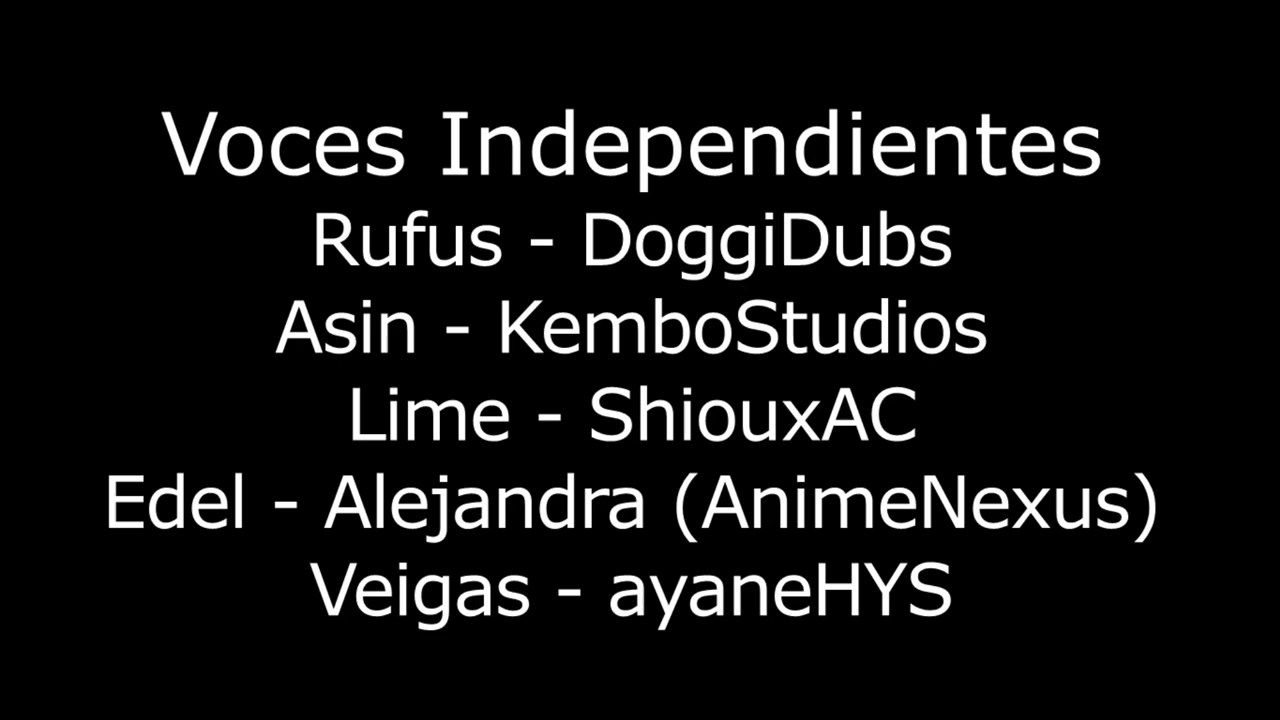 Voces Independientes
Rufus - DoggiDubs
Asin - KemboStudios
Lime - ShiouxAC
Edel - Alejandra (AnimeNexus)
Veigas - ayaneHYS